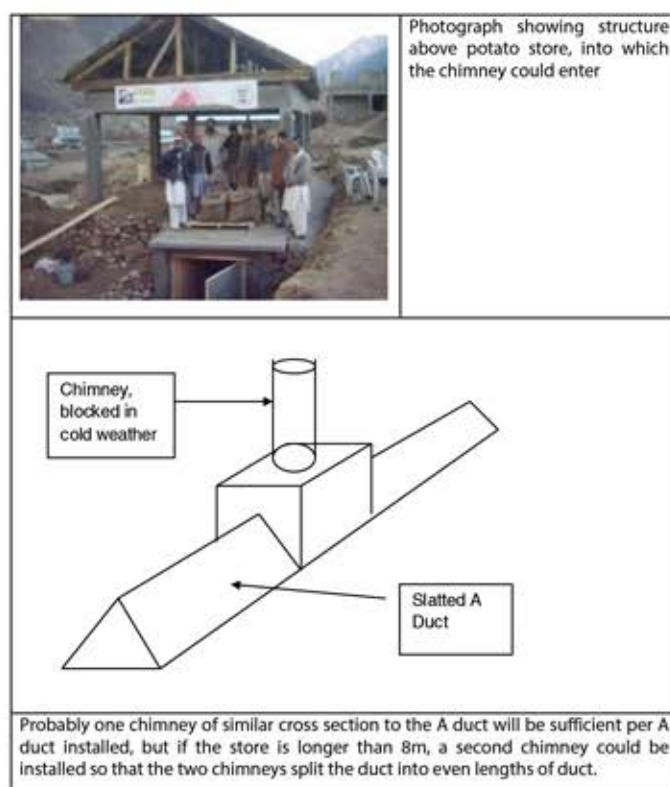 Photograph showing structure
above potato store, into which
the chimney could enter
Chimney,
blocked in
cold weather
Slatted A
Duct
Probably one chimney of similar cross section to the A duct will be sufficient per A
duct installed, but if the store is longer than 8m, a second chimney could be
installed so that the two chimneys split the duct into even lengths of duct.